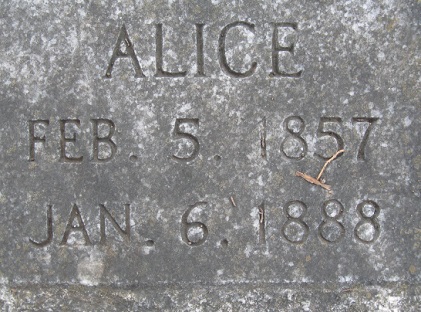 ALICE
FEB. 5. 1857
JAN. 6. 1888